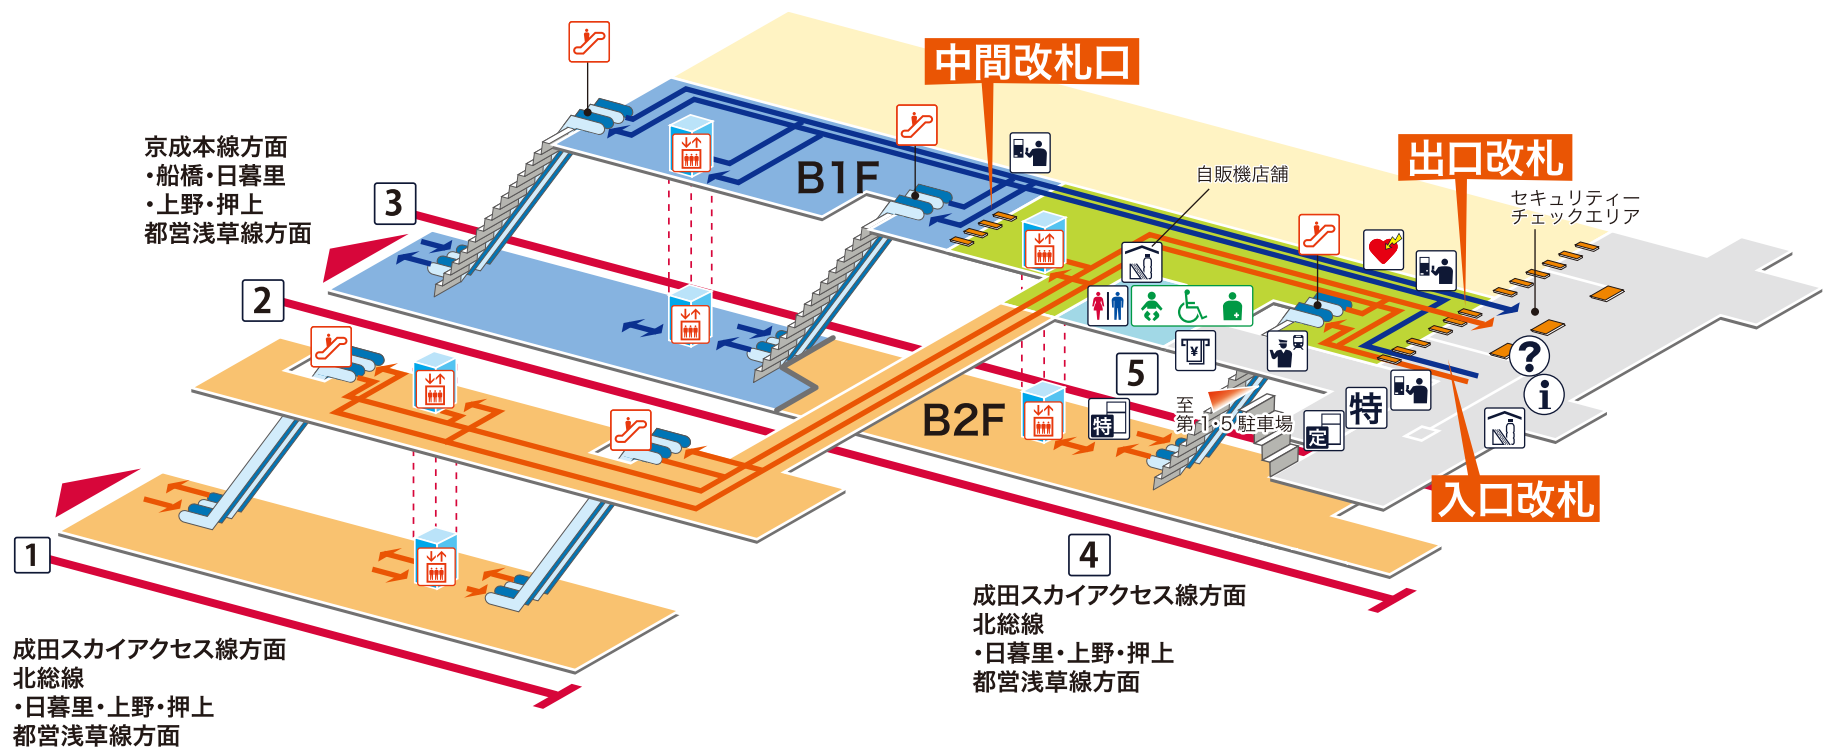 中間改札口
出口改札
自販機店舗
セキュリティー
チェックエリア
京成本線方面
・船橋・日暮里
・上野・押上
都営浅草線方面
B1F
3
2
5
¥
?
i
特
特
定
至
第1・5駐車場
B2F
入口改札
1
4
成田スカイアクセス線方面
北総線
・日暮里・上野・押上
都営浅草線方面
成田スカイアクセス線方面
北総線
・日暮里・上野・押上
都営浅草線方面